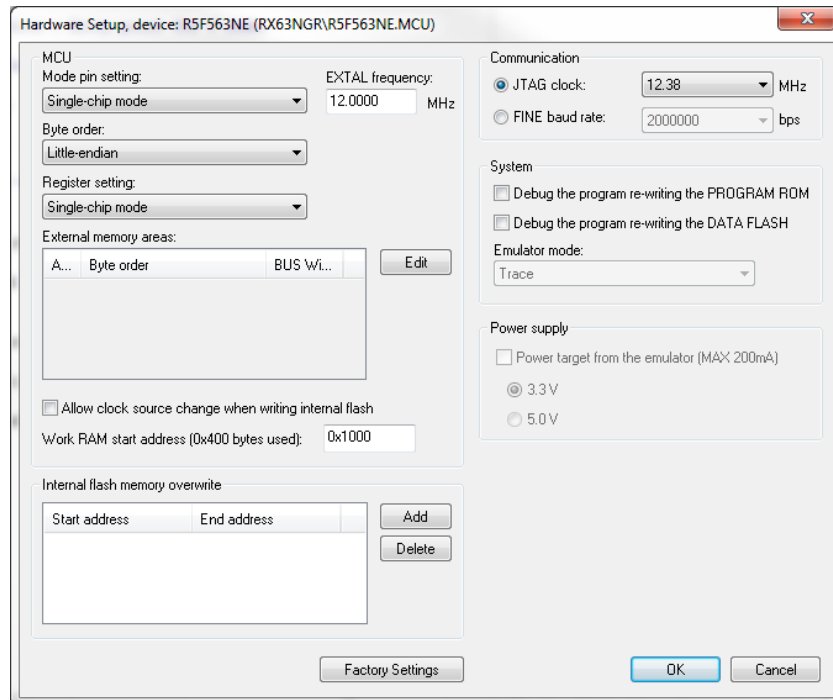 Hardware Setup, device: R5F563NE (RX63NGR\R5F563NE.MCU)
MCU
Mode pin setting:
EXTAL frequency:
Single-chip mode
12.0000
MHz
Byte order:
Little-endian
Register setting:
Single-chip mode
External memory areas:
A...
Byte order
BUS Wi...
Edit
Allow clock source change when writing internal flash
Work RAM start address (0x400 bytes used):
0x1000
Internal flash memory overwrite
Start address
End address
Add
Delete
Communication
JTAG clock:
12.38
MHz
FINE baud rate:
2000000
bps
System
Debug the program re-writing the PROGRAM ROM
Debug the program re-writing the DATA FLASH
Emulator mode:
Trace
Power supply
Power target from the emulator (MAX 200mA)
3.3 V
5.0 V
Factory Settings
OK
Cancel